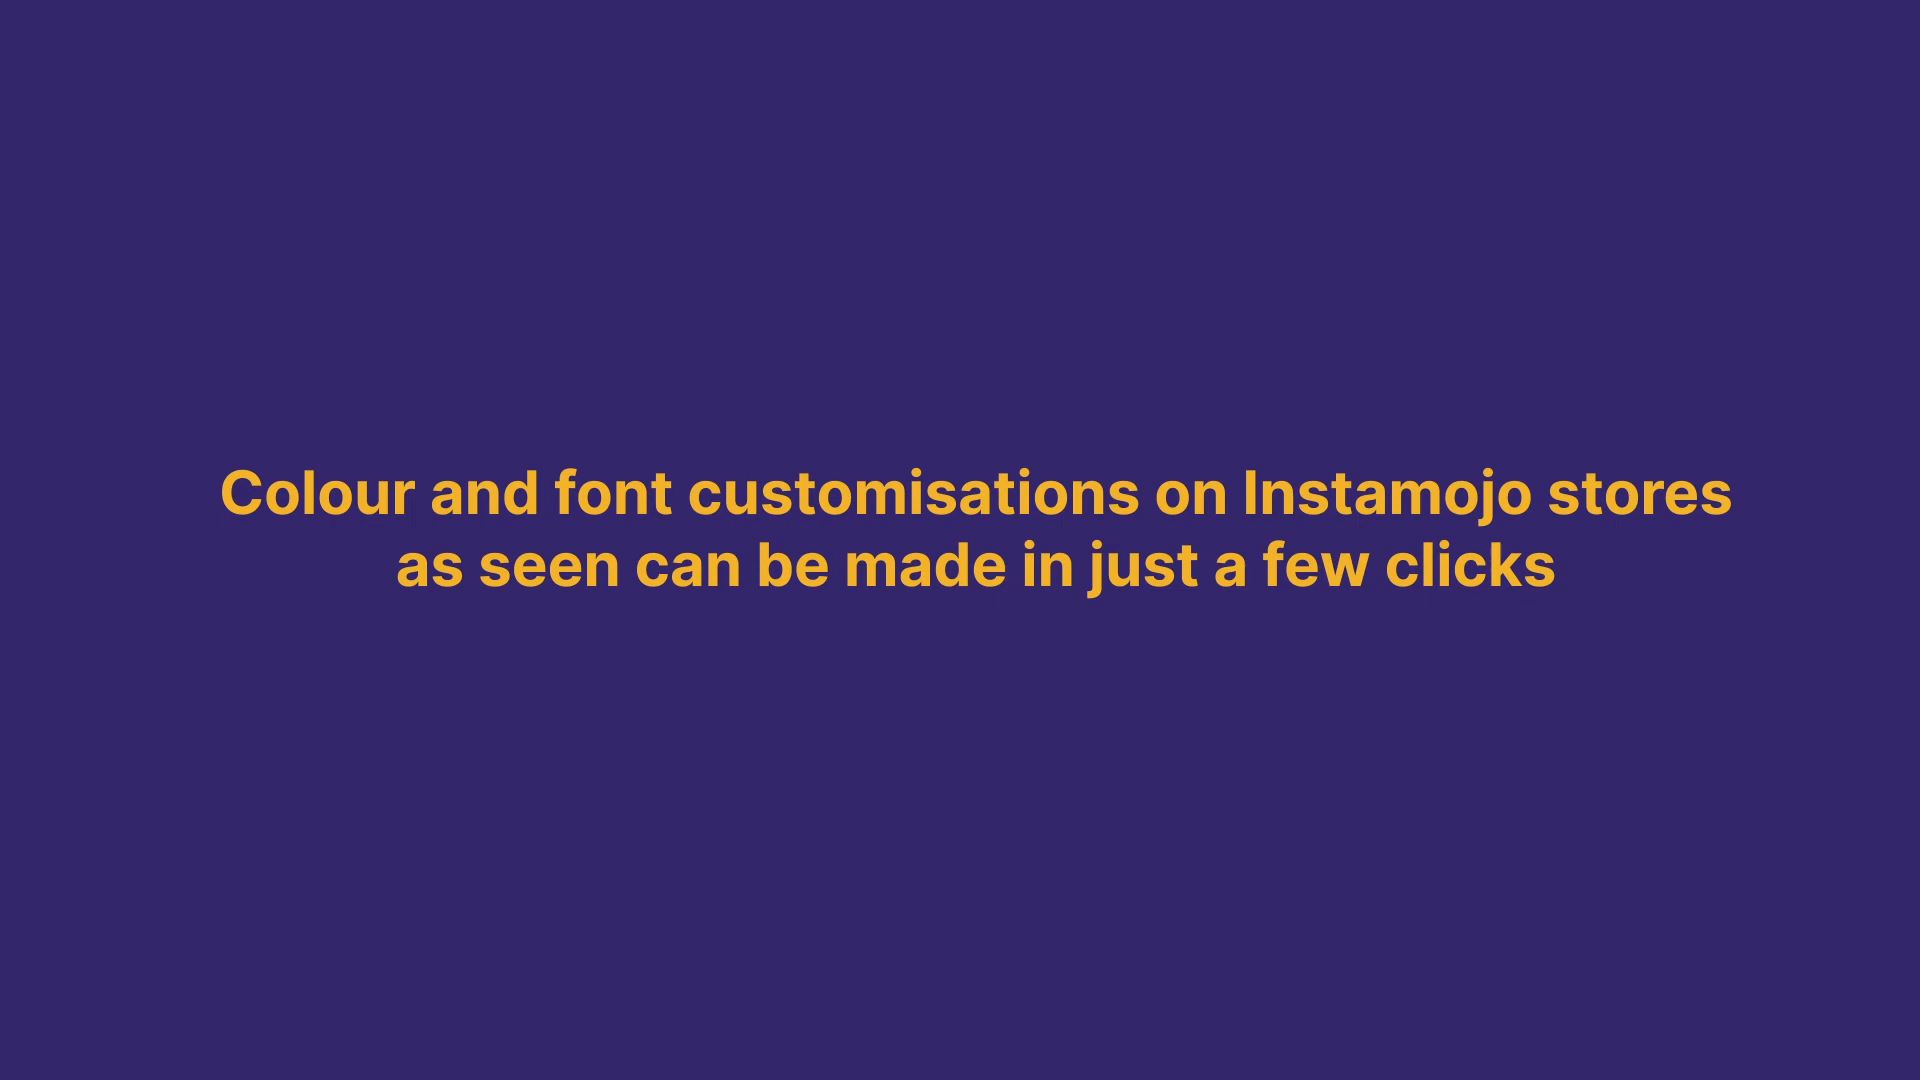 Colour and font customisations on Instamojo stores
as seen can be made in just a few clicks